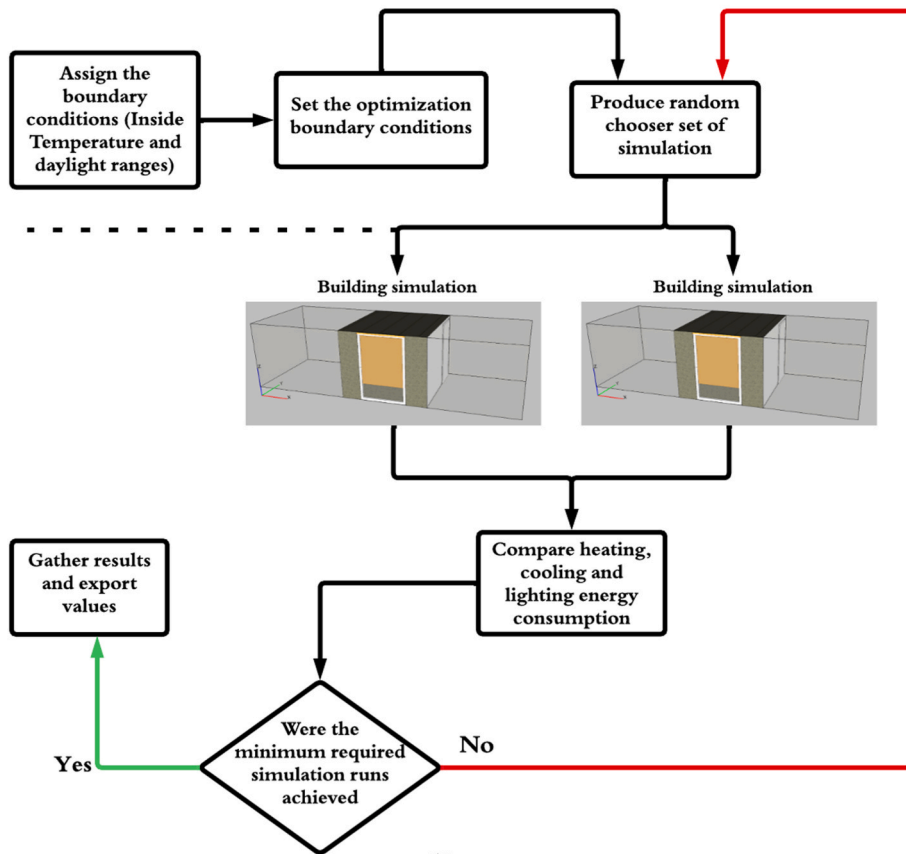 Assign the
boundary
conditions (Inside
Temperature and
daylight ranges)
Set the optimization
boundary conditions
Produce random
chooser set of
simulation
Building simulation
Building simulation
Z
Y
X
Z
Y
X
Compare heating,
cooling and
lighting energy
consumption
Gather results
and export
values
Were the
minimum required
simulation runs
achieved
Yes
No